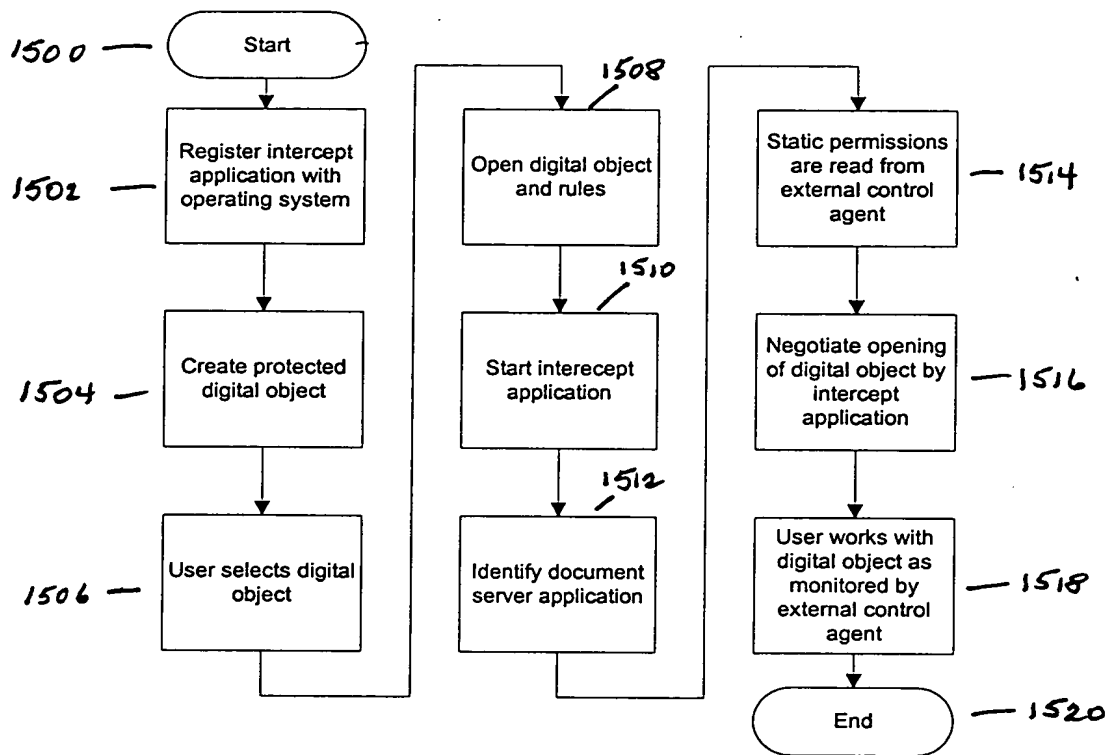 1500
Start
1502
Register intercept
application with
operating system
1504
Create protected
digital object
1506
User selects digital
object
1508
Open digital object
and rules
1510
Start interecept
application
1512
Identify document
server application
Static permissions
are read from
external control
agent
1514
Negotiate opening
of digital object by
intercept
application
1516
User works with
digital object as
monitored by
external control
agent
1518
End
1520